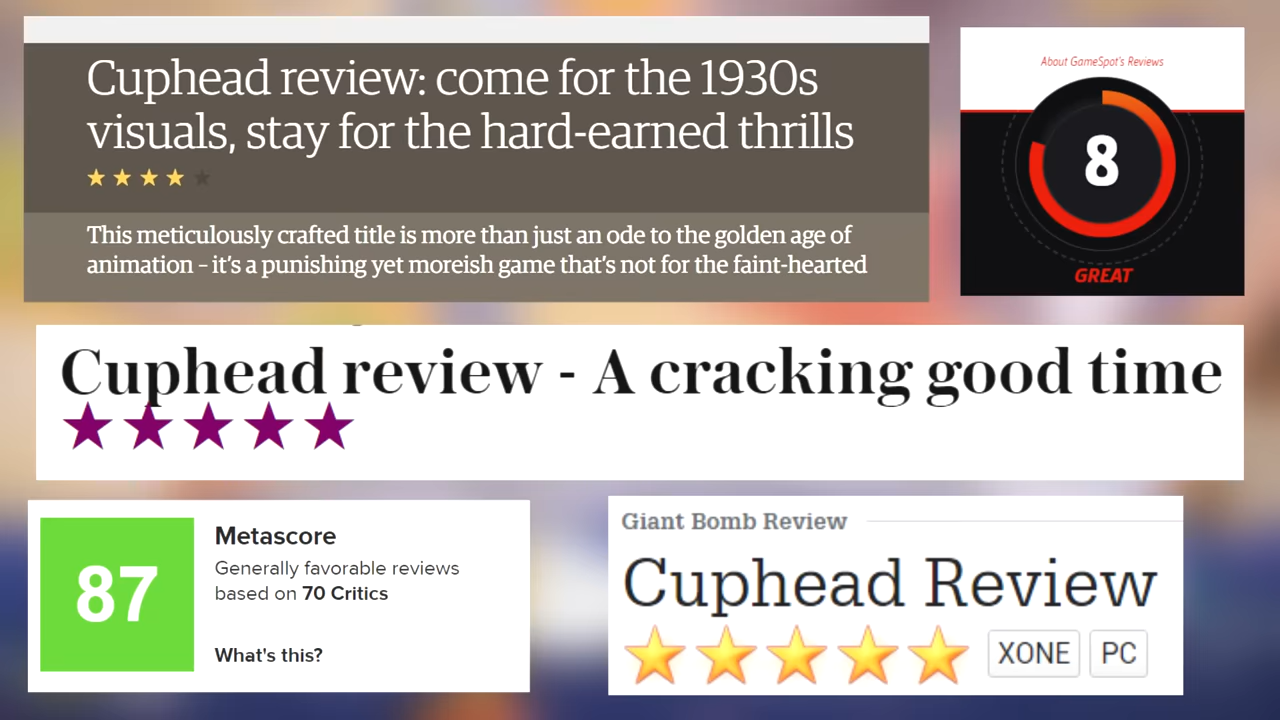 Cuphead review: come for the 1930s
visuals, stay for the hard-earned thrills
This meticulously crafted title is more than just an ode to the golden age of
animation – it's a punishing yet moreish game that's not for the faint-hearted
About GameSpot's Reviews
8
GREAT
Cuphead review - A cracking good time
87
Metascore
Generally favorable reviews
based on 70 Critics
What's this?
Giant Bomb Review
Cuphead Review
XONE PC